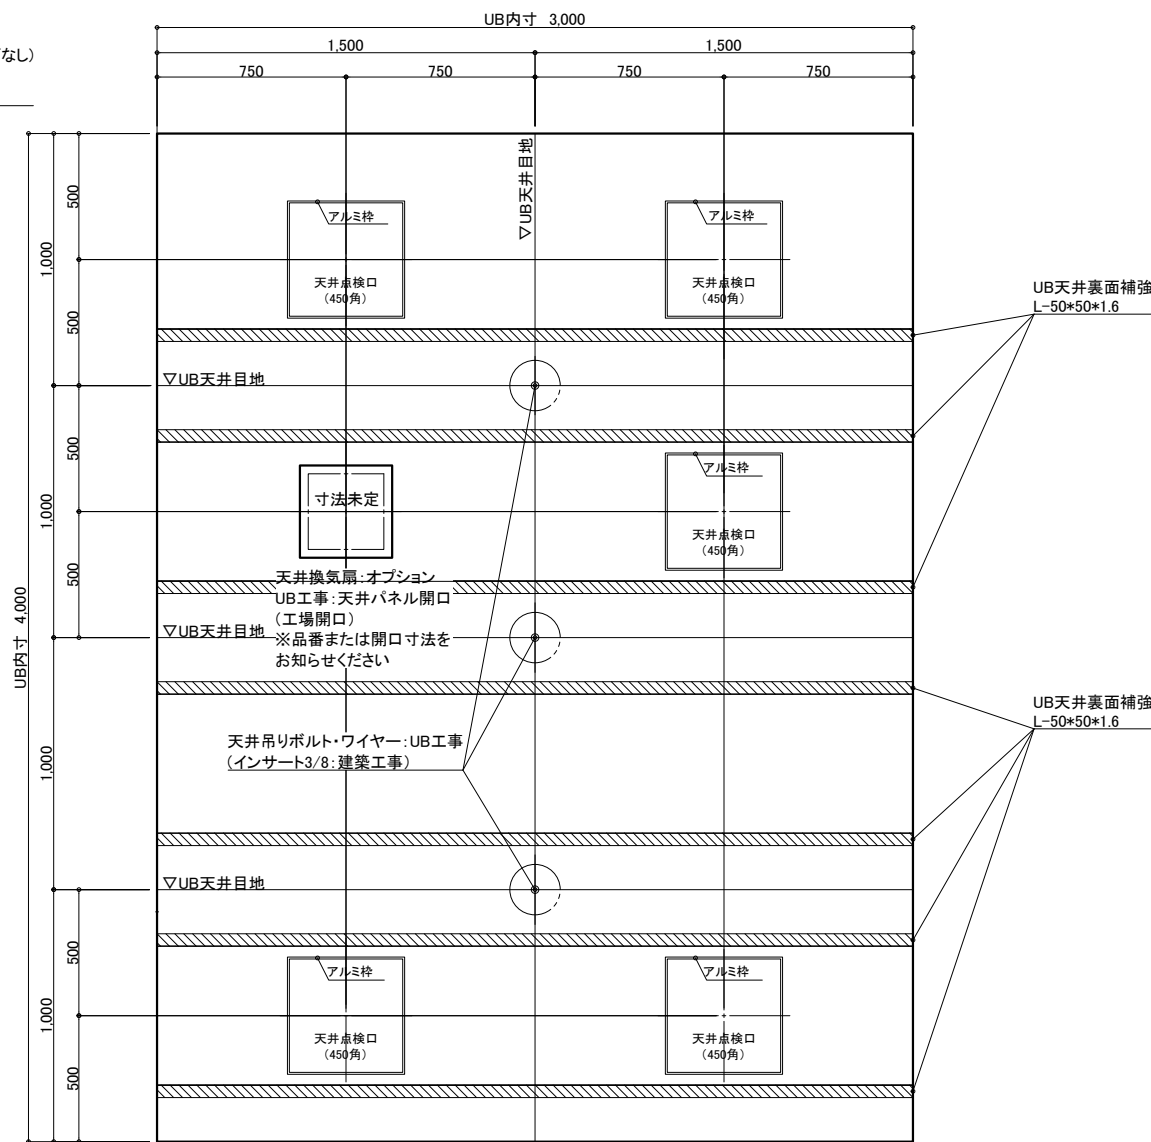 UB内寸 3,000
なし)
1,500
1,500
750
750
750
750
▽UB天井目地
500
1,000
500
アルミ枠
天井点検口
(450角)
アルミ枠
天井点検口
(450角)
UB天井裏面補強
L-50*50*1.6
▽UB天井目地
500
1,000
500
寸法未定
アルミ枠
天井点検口
(450角)
天井換気扇:オプション
UB工事:天井パネル開口
(工場開口)
※品番または開口寸法を
お知らせください
▽UB天井目地
UB内寸 4,000
UB天井裏面補強
L-50*50*1.6
天井吊りボルト・ワイヤー:UB工事
(インサート3/8:建築工事)
1,000
▽UB天井目地
500
1,000
500
アルミ枠
天井点検口
(450角)
アルミ枠
天井点検口
(450角)